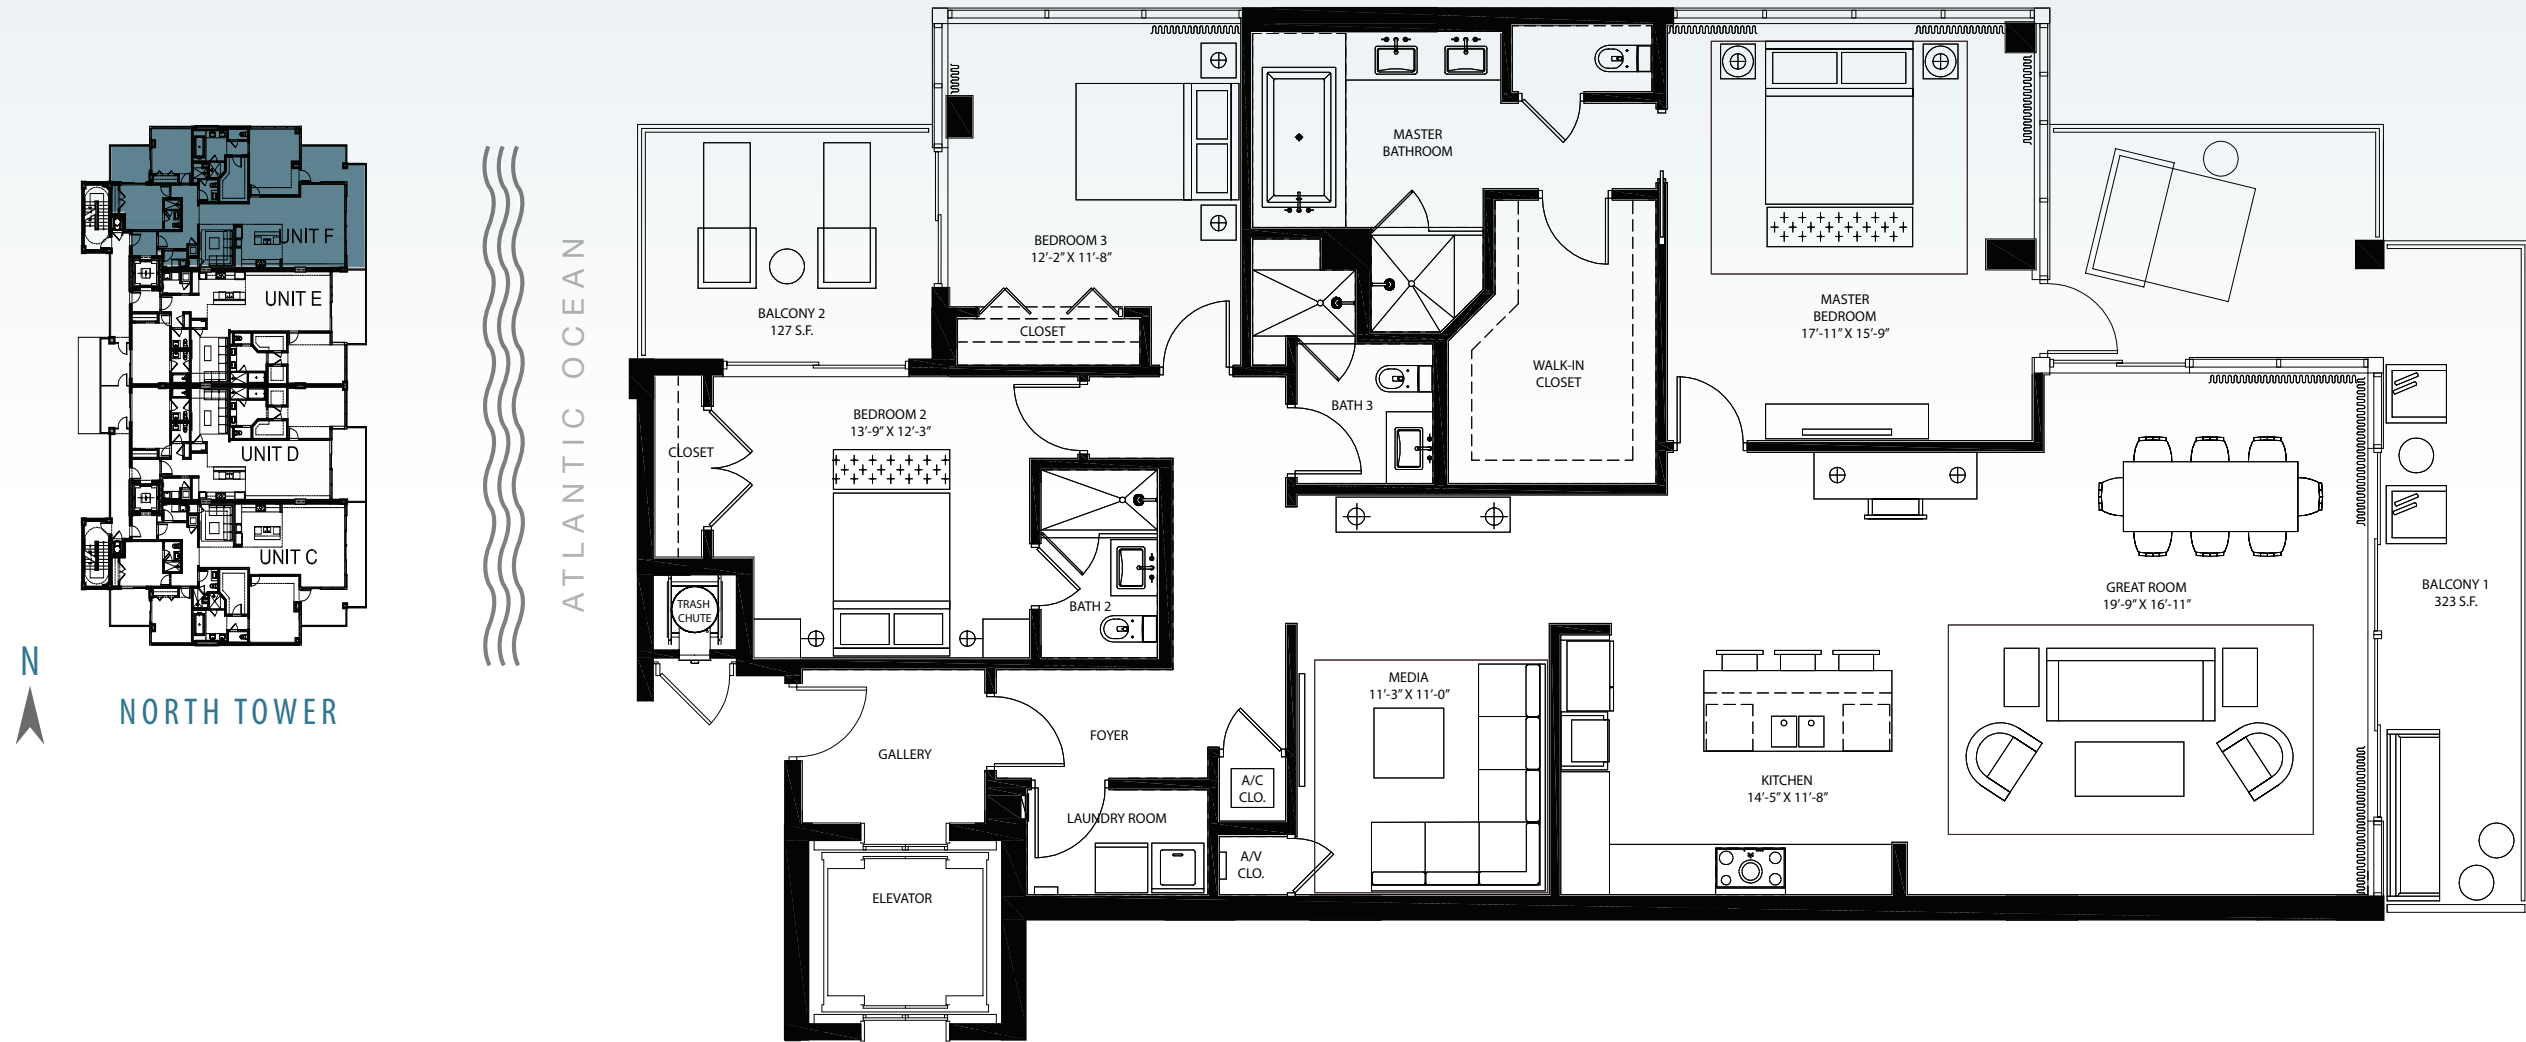 UNIT F
UNIT E
UNIT D
UNIT C
N
NORTH TOWER
ATLANTIC OCEAN
BALCONY 2
127 S.F.
BEDROOM 3
12'-2" X 11'-8"
CLOSET
MASTER
BATHROOM
MASTER
BEDROOM
17'-11" X 15'-9"
WALK-IN
CLOSET
BATH 3
BEDROOM 2
13'-9" X 12'-3"
CLOSET
TRASH
CHUTE
BATH 2
GREAT ROOM
19'-9" X 16'-11"
BALCONY 1
323 S.F.
MEDIA
11'-3" X 11'-0"
FOYER
GALLERY
A/C
CLO.
KITCHEN
14'-5" X 11'-8"
LAUNDRY ROOM
A/V
CLO.
ELEVATOR